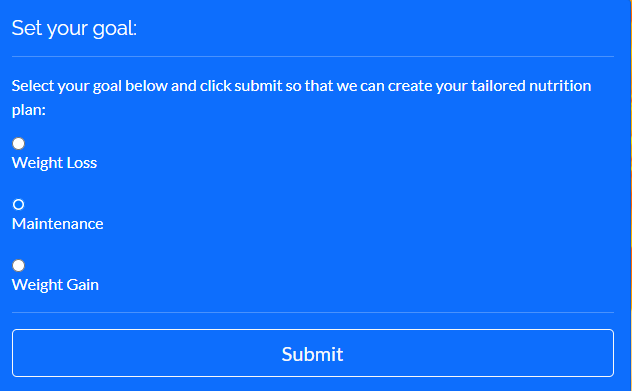 Set your goal:
Select your goal below and click submit so that we can create your tailored nutrition
plan:
Weight Loss
Maintenance
Weight Gain
Submit